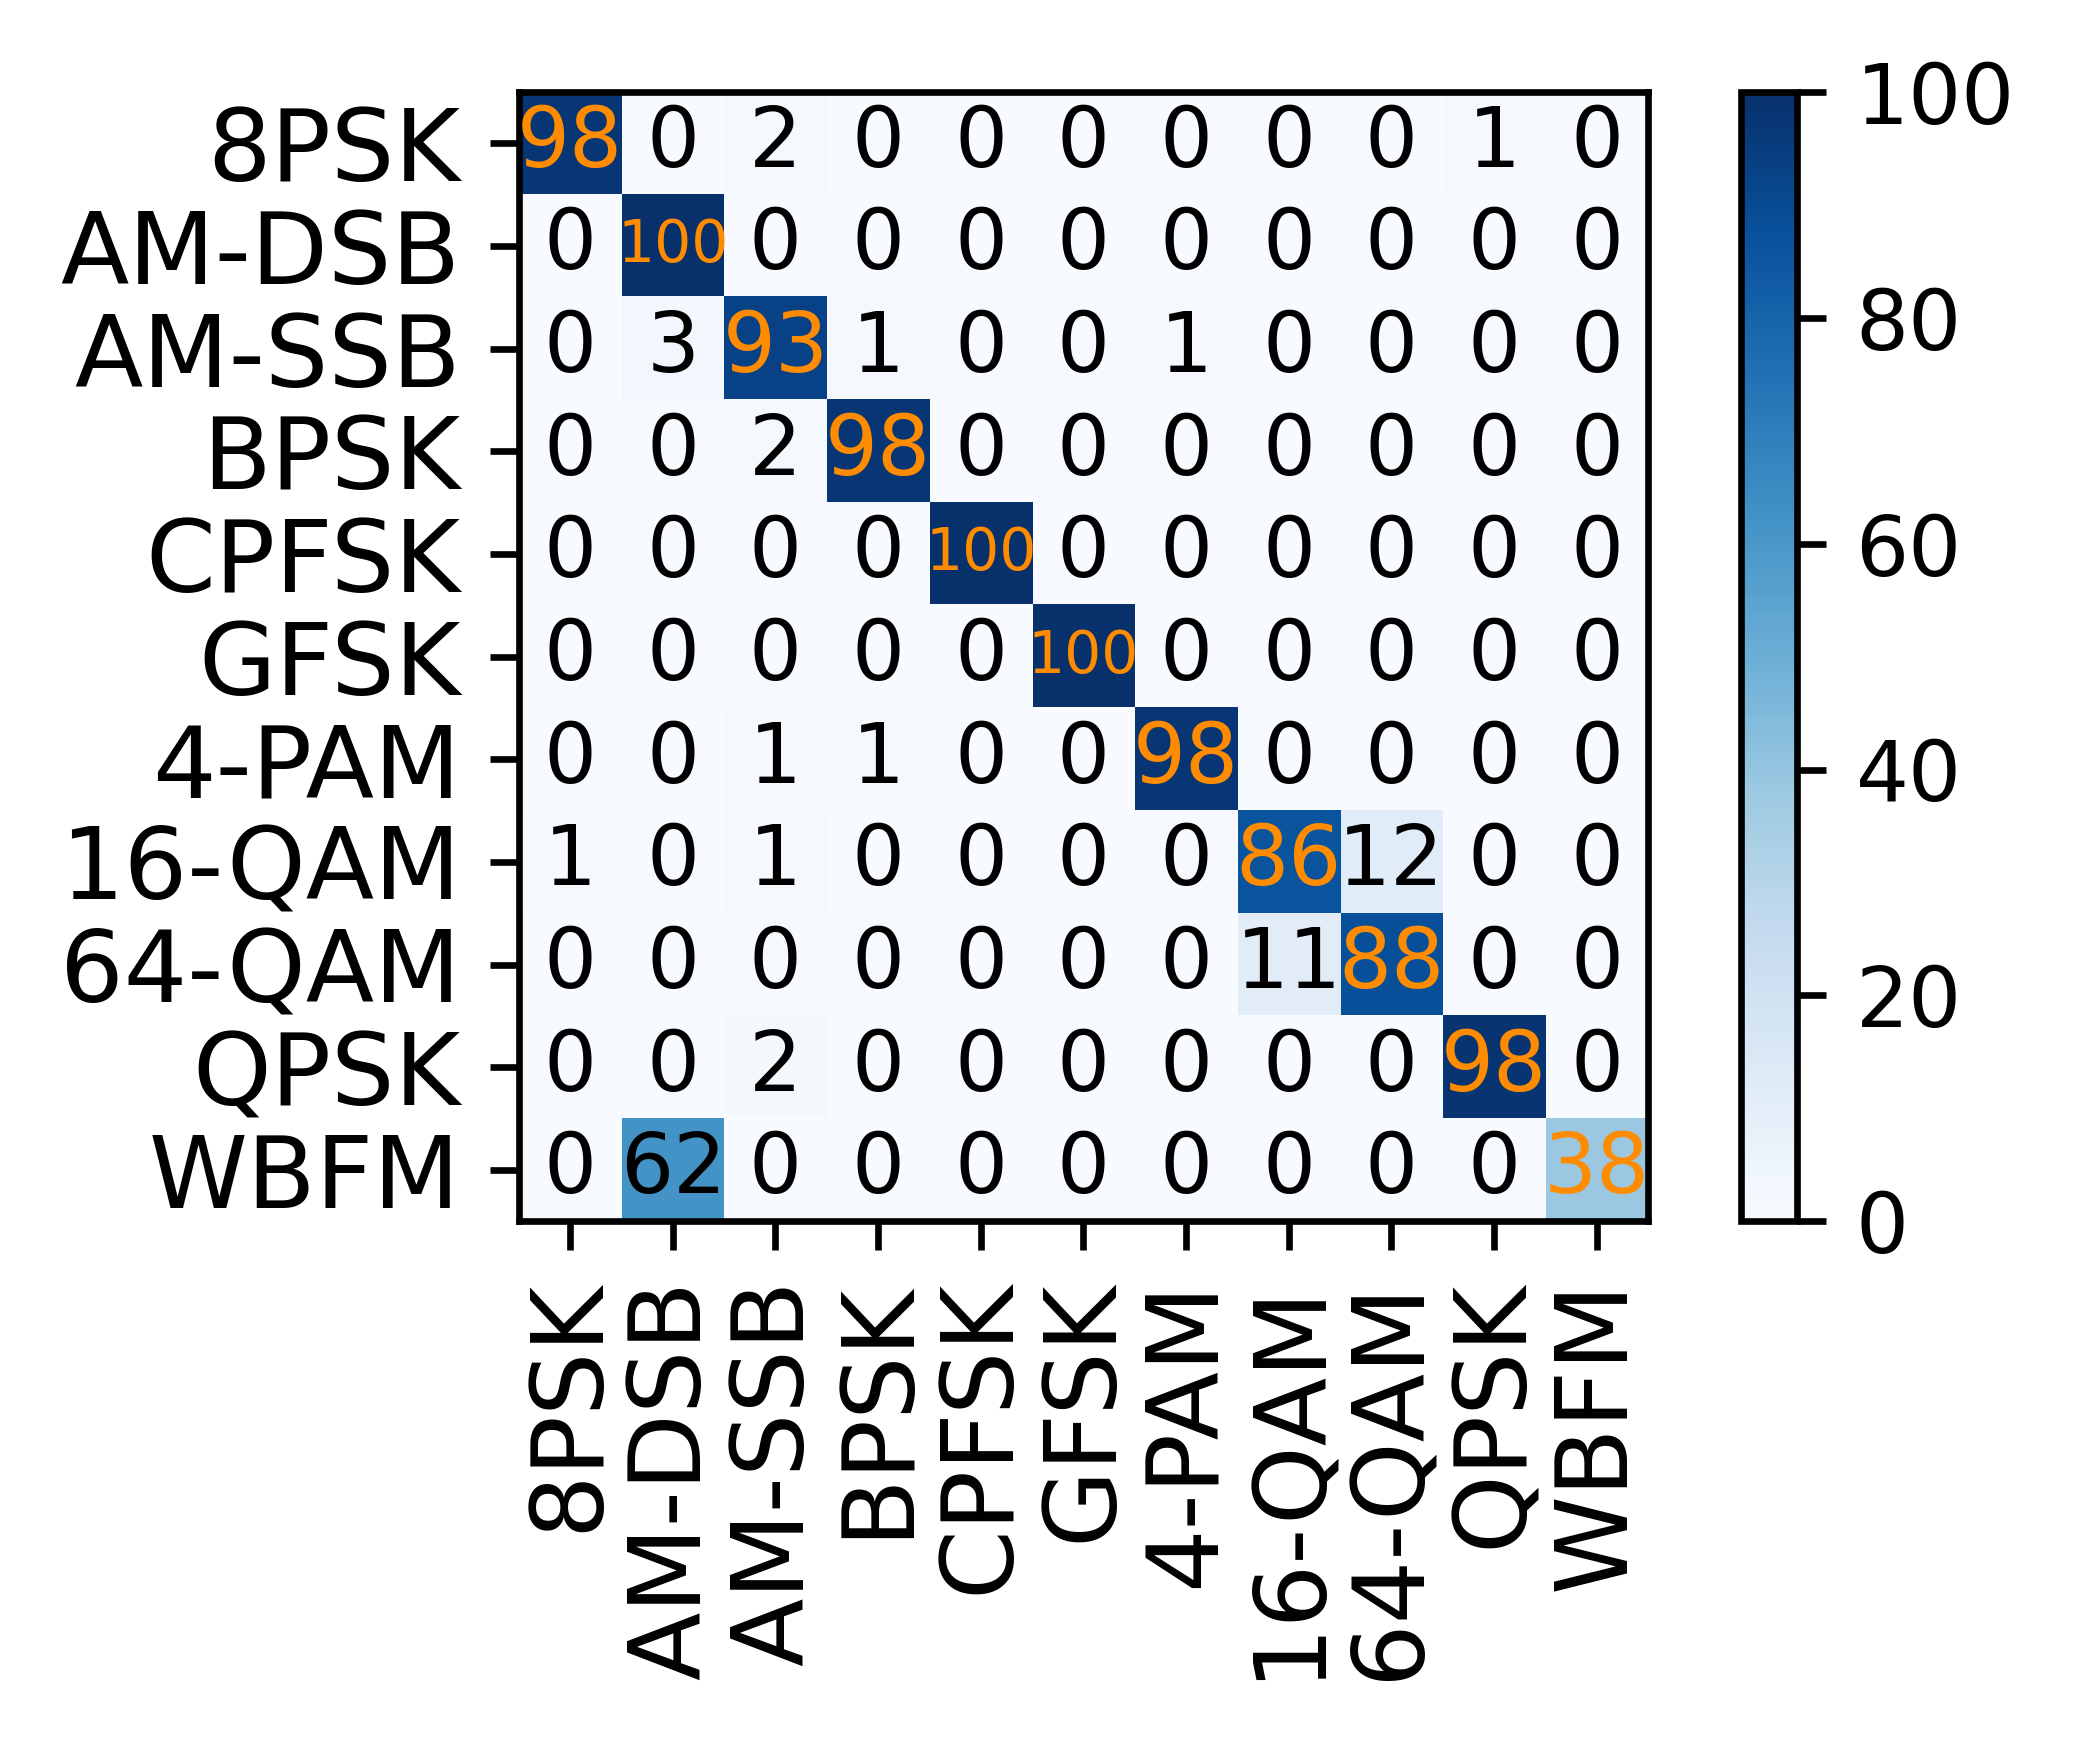 8PSK 98 0 2 0 0 0 0 0 0 1 0
AM-DSB 0 100 0 0 0 0 0 0 0 0 0
AM-SSB 0 3 93 1 0 0 1 0 0 0 0
BPSK 0 0 2 98 0 0 0 0 0 0 0
CPFSK 0 0 0 0 100 0 0 0 0 0 0
GFSK 0 0 0 0 0 100 0 0 0 0 0
4-PAM 0 0 1 1 0 0 98 0 0 0 0
16-QAM 1 0 1 0 0 0 0 86 12 0 0
64-QAM 0 0 0 0 0 0 0 11 88 0 0
QPSK 0 0 2 0 0 0 0 0 0 98 0
WBFM 0 62 0 0 0 0 0 0 0 0 38
8PSK
AM-DSB
AM-SSB
BPSK
CPFSK
GFSK
4-PAM
16-QAM
64-QAM
QPSK
WBFM
100
80
60
40
20
0